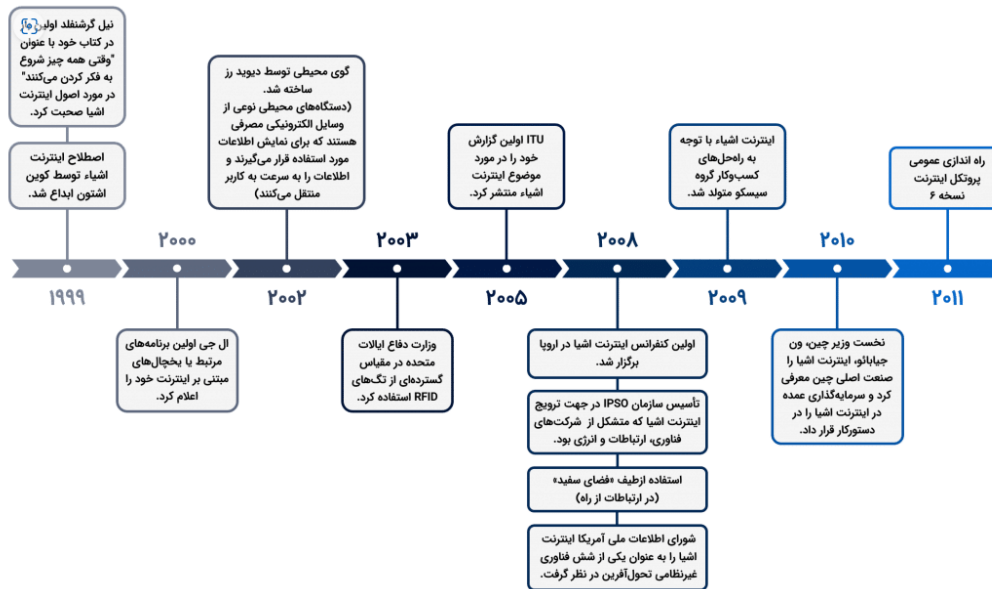 نیل گرشنفلد اولین
در کتاب خود با عنوان
"وقتی همه چیز شروع
به فکر کردن می‌کنند"
در مورد اصول اینترنت
اشیا صحبت کرد.
اصطلاح اینترنت
اشیاء توسط کوین
اشتون ابداع شد.
۱۹۹۹
۲۰۰۰
ال جی اولین برنامه‌های
مرتبط یا یخچال‌های
مبتنی بر اینترنت خود را
اعلام کرد.
گوی محیطی توسط دیوید رز
ساخته شد.
(دستگاه‌های محیطی نوعی از
وسایل الکترونیکی مصرفی
هستند که برای نمایش اطلاعات
مورد استفاده قرار می‌گیرند و
اطلاعات را به سرعت به کاربر
منتقل می‌کنند)
۲۰۰۲
۲۰۰۳
وزارت دفاع ایالات
متحده در مقیاس
گسترده‌ای از تگ‌های
RFID استفاده کرد.
ITU اولین گزارش
خود را در مورد
موضوع اینترنت
اشیاء منتشر کرد.
۲۰۰۵
۲۰۰۸
اولین کنفرانس اینترنت اشیا در اروپا
برگزار شد.
تأسیس سازمان IPSO در جهت ترویج
اینترنت اشیا که متشکل از شرکت‌های
فناوری، ارتباطات و انرژی بود.
استفاده ازطیف «فضای سفید»
(در ارتباطات از راه)
شورای اطلاعات ملی آمریکا اینترنت
اشیا را به عنوان یکی از شش فناوری
غیرنظامی تحول‌آفرین در نظر گرفت.
اینترنت اشیاء با توجه
به راه‌حل‌های
کسب‌وکار گروه
سیسکو متولد شد.
۲۰۰۹
۲۰۱۰
نخست وزیر چین، ون
جیابائو، اینترنت اشیا را
صنعت اصلی چین معرفی
کرد و سرمایه‌گذاری عمده
در اینترنت اشیا را در
دستورکار قرار داد.
راه اندازی عمومی
پروتکل اینترنت
نسخه ۶
۲۰۱۱